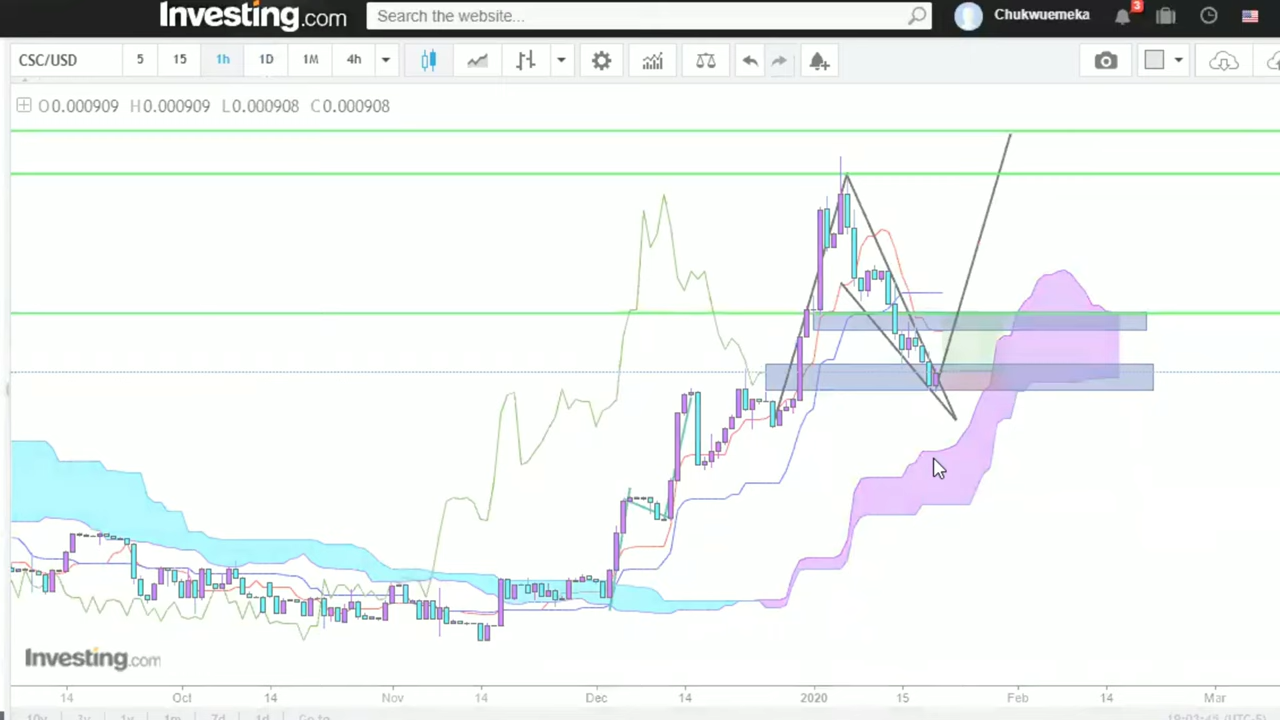 Investing.com Search the website... Chukwuemeka 3
CSC/USD 5 15 1h 1D 1M 4h
O0.000909 H0.000909 L0.000908 C0.000908
Investing.com
14 Oct 14 Nov 14 Dec 14 2020 15 Feb 14 Mar